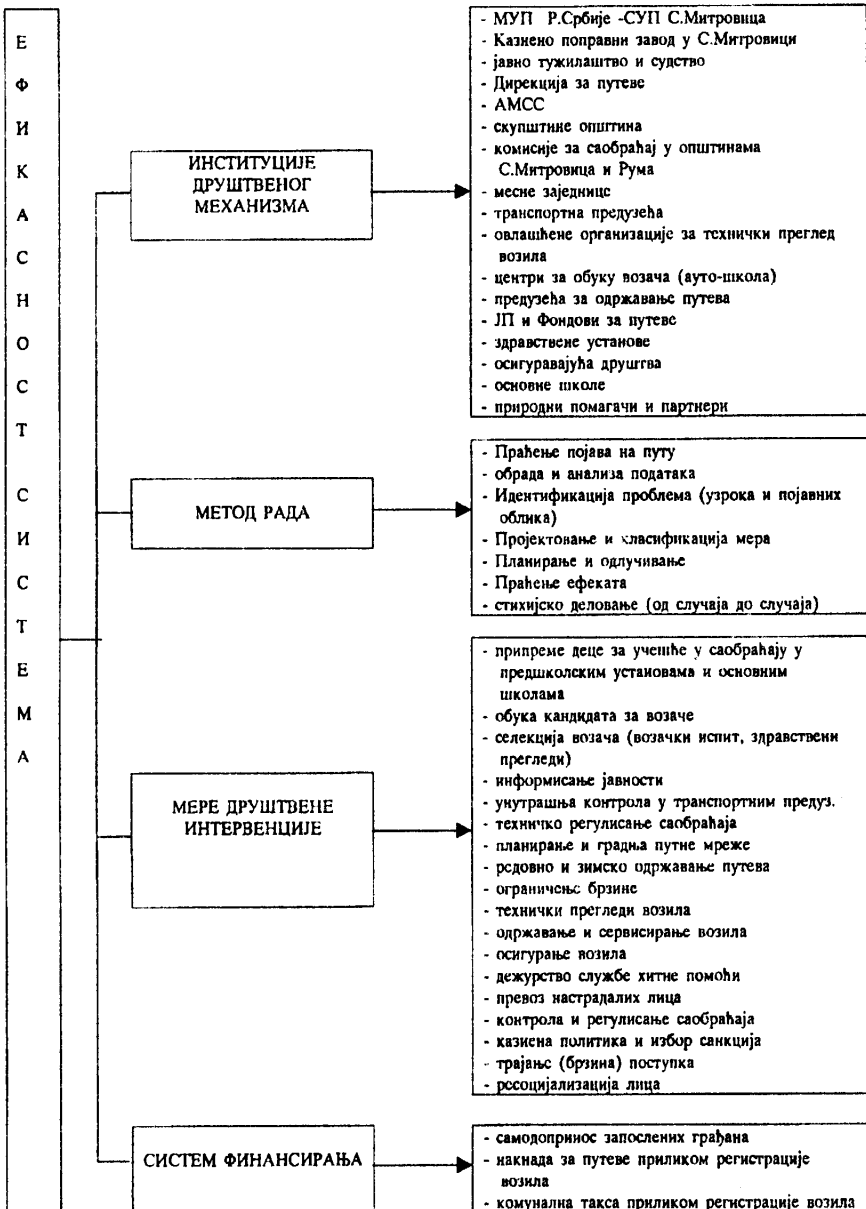 ЕФИКАСНОСТ СИСТЕМА
ИНСТИТУЦИЈЕ
ДРУШТВЕНОГ
МЕХАНИЗМА
- МУП Р.Србије -СУП С.Митровица
- Казнено поправни завод у С.Митровици
- јавно тужилаштво и судство
- Дирекција за путеве
- АМСС
- скупштине општина
- комисије за саобраћај у општинама
С.Митровица и Рума
- месне заједнице
- транспортна предузећа
- овлашћене организације за технички преглед
возила
- центри за обуку возача (ауто-школа)
- предузећа за одржавање путева
- ЈП и Фондови за путеве
- здравствене установе
- осигуравајућа друштва
- основне школе
- природни помагачи и партнери
МЕТОД РАДА
- Праћење појава на путу
- обрада и анализа података
- Идентификација проблема (узрока и појавних
облика)
- Пројектовање и класификација мера
- Планирање и одлучивање
- Праћење ефеката
- стихијско деловање (од случаја до случаја)
МЕРЕ ДРУШТВЕНЕ
ИНТЕРВЕНЦИЈЕ
- припреме деце за учешће у саобраћају у
предшколским установама и основним
школама
- обука кандидата за возаче
- селекција возача (возачки испит, здравствени
прегледи)
- информисање јавности
- унутрашња контрола у транспортним предуз.
- техничко регулисање саобраћаја
- планирање и градња путне мреже
- редовно и зимско одржавање путева
- ограничење брзине
- технички прегледи возила
- одржавање и сервисирање возила
- осигурање возила
- дежурство службе хитне помоћи
- превоз настрадалих лица
- контрола и регулисање саобраћаја
- казнена политика и избор санкција
- трајање (брзина) поступка
- ресоцијализација лица
СИСТЕМ ФИНАНСИРАЊА
- самодопринос запослених грађана
- накнада за путеве приликом регистрације
возила
- комунална такса приликом регистрације возила